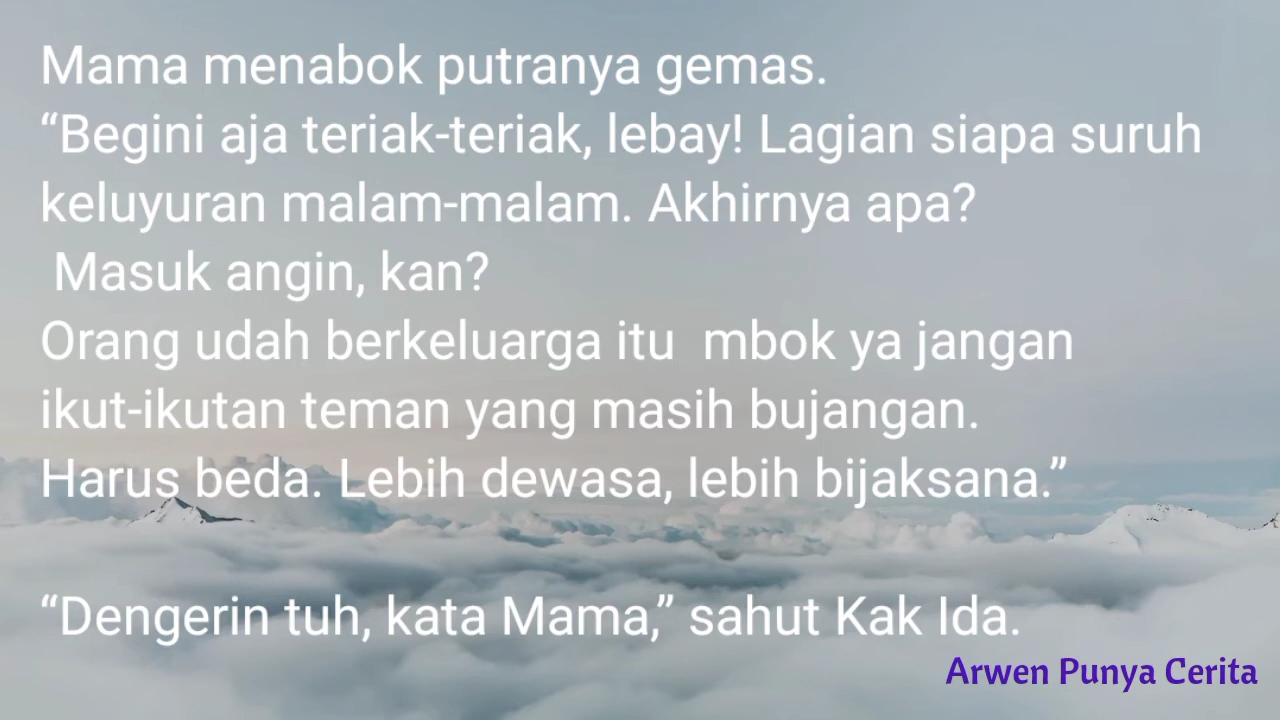 Mama menabok putranya gemas.
“Begini aja teriak-teriak, lebay! Lagian siapa suruh
keluyuran malam-malam. Akhirnya apa?
Masuk angin, kan?
Orang udah berkeluarga itu  mbok ya jangan
ikut-ikutan teman yang masih bujangan.
Harus beda. Lebih dewasa, lebih bijaksana.”
“Dengerin tuh, kata Mama,” sahut Kak Ida.
Arwen Punya Cerita